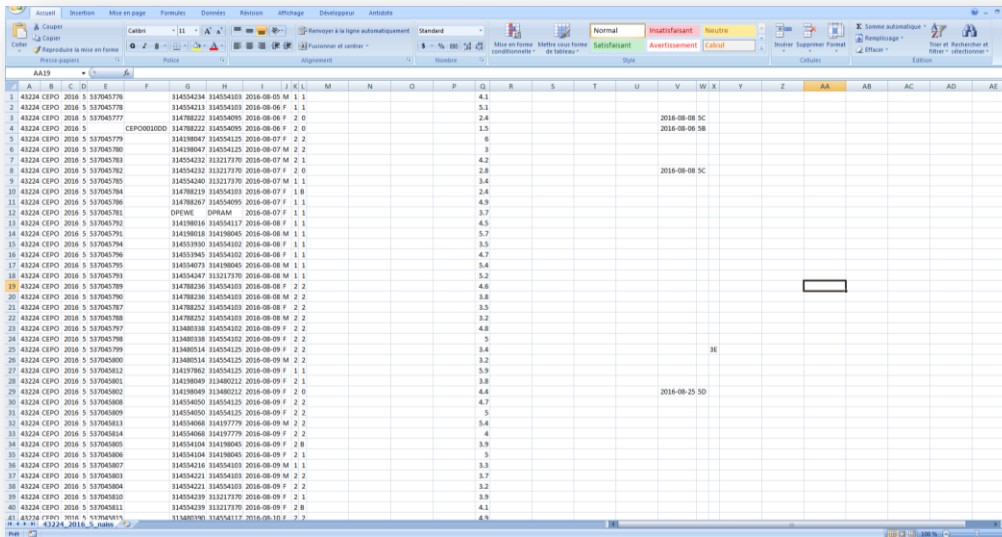 Accueil Insertion Mise en page Formules Données Révision Affichage Développeur Antidote
Couper
Copier
Reproduire la mise en forme
Coller
Presse-papiers
Calibri 11
Police
Renvoyer à la ligne automatiquement
Fusionner et centrer
Alignement
Standard
Nombre
Mise en forme conditionnelle
Mettre sous forme de tableau
Normal Insatisfaisant Neutre
Satisfaisant Avertissement Calcul
Style
Insérer Supprimer Format
Cellules
Somme automatique
Remplissage
Effacer
Trier et filtrer
Rechercher et sélectionner
Édition
AA19
A B C D E F G H I J K L M N O P Q R S T U V W X Y Z AA AB AC AD AE
1 43224 CEPO 2016 5 537045776 314554234 314554103 2016-08-05 M 1 1 4.1
2 43224 CEPO 2016 5 537045778 314554213 314554103 2016-08-06 F 1 1 5.1
3 43224 CEPO 2016 5 537045777 314788222 314554095 2016-08-06 F 2 0 2.4 2016-08-08 5C
4 43224 CEPO 2016 5 CEPO0010DD 314788222 314554095 2016-08-06 F 2 0 1.5 2016-08-06 5B
5 43224 CEPO 2016 5 537045779 314198047 314554125 2016-08-07 F 2 2 6
6 43224 CEPO 2016 5 537045780 314198047 314554125 2016-08-07 M 2 2 3
7 43224 CEPO 2016 5 537045783 314554232 313217370 2016-08-07 M 2 1 4.2
8 43224 CEPO 2016 5 537045782 314554232 313217370 2016-08-07 F 2 0 2.8 2016-08-08 5C
9 43224 CEPO 2016 5 537045785 314554240 313217370 2016-08-07 M 1 1 3.4
10 43224 CEPO 2016 5 537045784 314788219 314554103 2016-08-07 F 1 B 2.4
11 43224 CEPO 2016 5 537045786 314788267 314554095 2016-08-07 F 1 1 4.9
12 43224 CEPO 2016 5 537045781 DPEWE DPRAM 2016-08-07 F 1 1 3.7
13 43224 CEPO 2016 5 537045792 314198016 314554117 2016-08-08 F 1 1 4.5
14 43224 CEPO 2016 5 537045791 314198018 314198045 2016-08-08 M 1 1 5.7
15 43224 CEPO 2016 5 537045794 314553930 314554102 2016-08-08 F 1 1 3.5
16 43224 CEPO 2016 5 537045796 314553945 314554102 2016-08-08 F 1 1 4.7
17 43224 CEPO 2016 5 537045795 314554073 314198045 2016-08-08 M 1 1 5.4
18 43224 CEPO 2016 5 537045793 314554247 313217370 2016-08-08 M 1 1 5.2
19 43224 CEPO 2016 5 537045789 314788236 314554103 2016-08-08 F 2 2 4.6
20 43224 CEPO 2016 5 537045790 314788236 314554103 2016-08-08 M 2 2 3.8
21 43224 CEPO 2016 5 537045787 314788252 314554103 2016-08-08 F 2 2 3.5
22 43224 CEPO 2016 5 537045788 314788252 314554103 2016-08-08 M 2 2 3.2
23 43224 CEPO 2016 5 537045797 313480338 314554102 2016-08-09 F 2 2 4.8
24 43224 CEPO 2016 5 537045798 313480338 314554102 2016-08-09 F 2 2 5
25 43224 CEPO 2016 5 537045799 313480514 314554125 2016-08-09 F 2 2 3.4 3E
26 43224 CEPO 2016 5 537045800 313480514 314554125 2016-08-09 M 2 2 3.2
27 43224 CEPO 2016 5 537045812 314197862 314554125 2016-08-09 F 1 1 5.9
28 43224 CEPO 2016 5 537045801 314198049 313480212 2016-08-09 F 2 1 3.8
29 43224 CEPO 2016 5 537045802 314198049 313480212 2016-08-09 F 2 0 4.4 2016-08-25 5D
30 43224 CEPO 2016 5 537045808 314554050 314554125 2016-08-09 F 2 2 4.7
31 43224 CEPO 2016 5 537045809 314554050 314554125 2016-08-09 F 2 2 5
32 43224 CEPO 2016 5 537045813 314554068 314197779 2016-08-09 M 2 2 5.4
33 43224 CEPO 2016 5 537045814 314554068 314197779 2016-08-09 F 2 2 4
34 43224 CEPO 2016 5 537045805 314554104 314198045 2016-08-09 M 2 B 3.9
35 43224 CEPO 2016 5 537045806 314554104 314198045 2016-08-09 F 2 1 5
36 43224 CEPO 2016 5 537045807 314554216 314554103 2016-08-09 M 1 1 3.3
37 43224 CEPO 2016 5 537045803 314554221 314554103 2016-08-09 M 2 2 3.7
38 43224 CEPO 2016 5 537045804 314554221 314554103 2016-08-09 F 2 2 3.2
39 43224 CEPO 2016 5 537045810 314554239 313217370 2016-08-09 F 2 1 3.9
40 43224 CEPO 2016 5 537045811 314554239 313217370 2016-08-09 F 2 B 4.1
41 43224 CEPO 2016 5 537045815 313480390 314554117 2016-08-10 F 2 2 4.9
43224_2016_5_naiss
Prêt 100 %